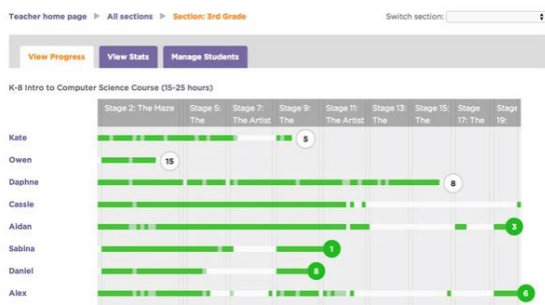 Teacher home page ▶ All sections ▶ Section: 3rd Grade
Switch section:
View Progress
View Stats
Manage Students
K-8 Intro to Computer Science Course (15-25 hours)
Stage 2: The Maze
Stage 5: The
Stage 7: The Artist
Stage 9: The
Stage 11: The Artist
Stage 13: The
Stage 15: The
Stage 17: The
Stage 19:
Kate 5
Owen 15
Daphne 8
Cassie
Aidan 3
Sabina 1
Daniel 8
Alex 6